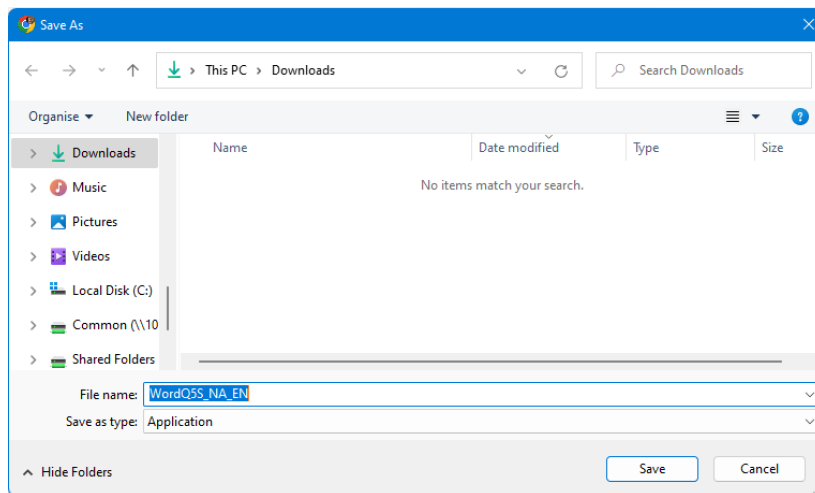 Save As
This PC > Downloads
Search Downloads
Organise
New folder
Name
Date modified
Type
Size
Downloads
No items match your search.
Music
Pictures
Videos
Local Disk (C:)
Common (\\10
Shared Folders
File name: WordQ5S_NA_EN
Save as type: Application
Hide Folders
Save
Cancel